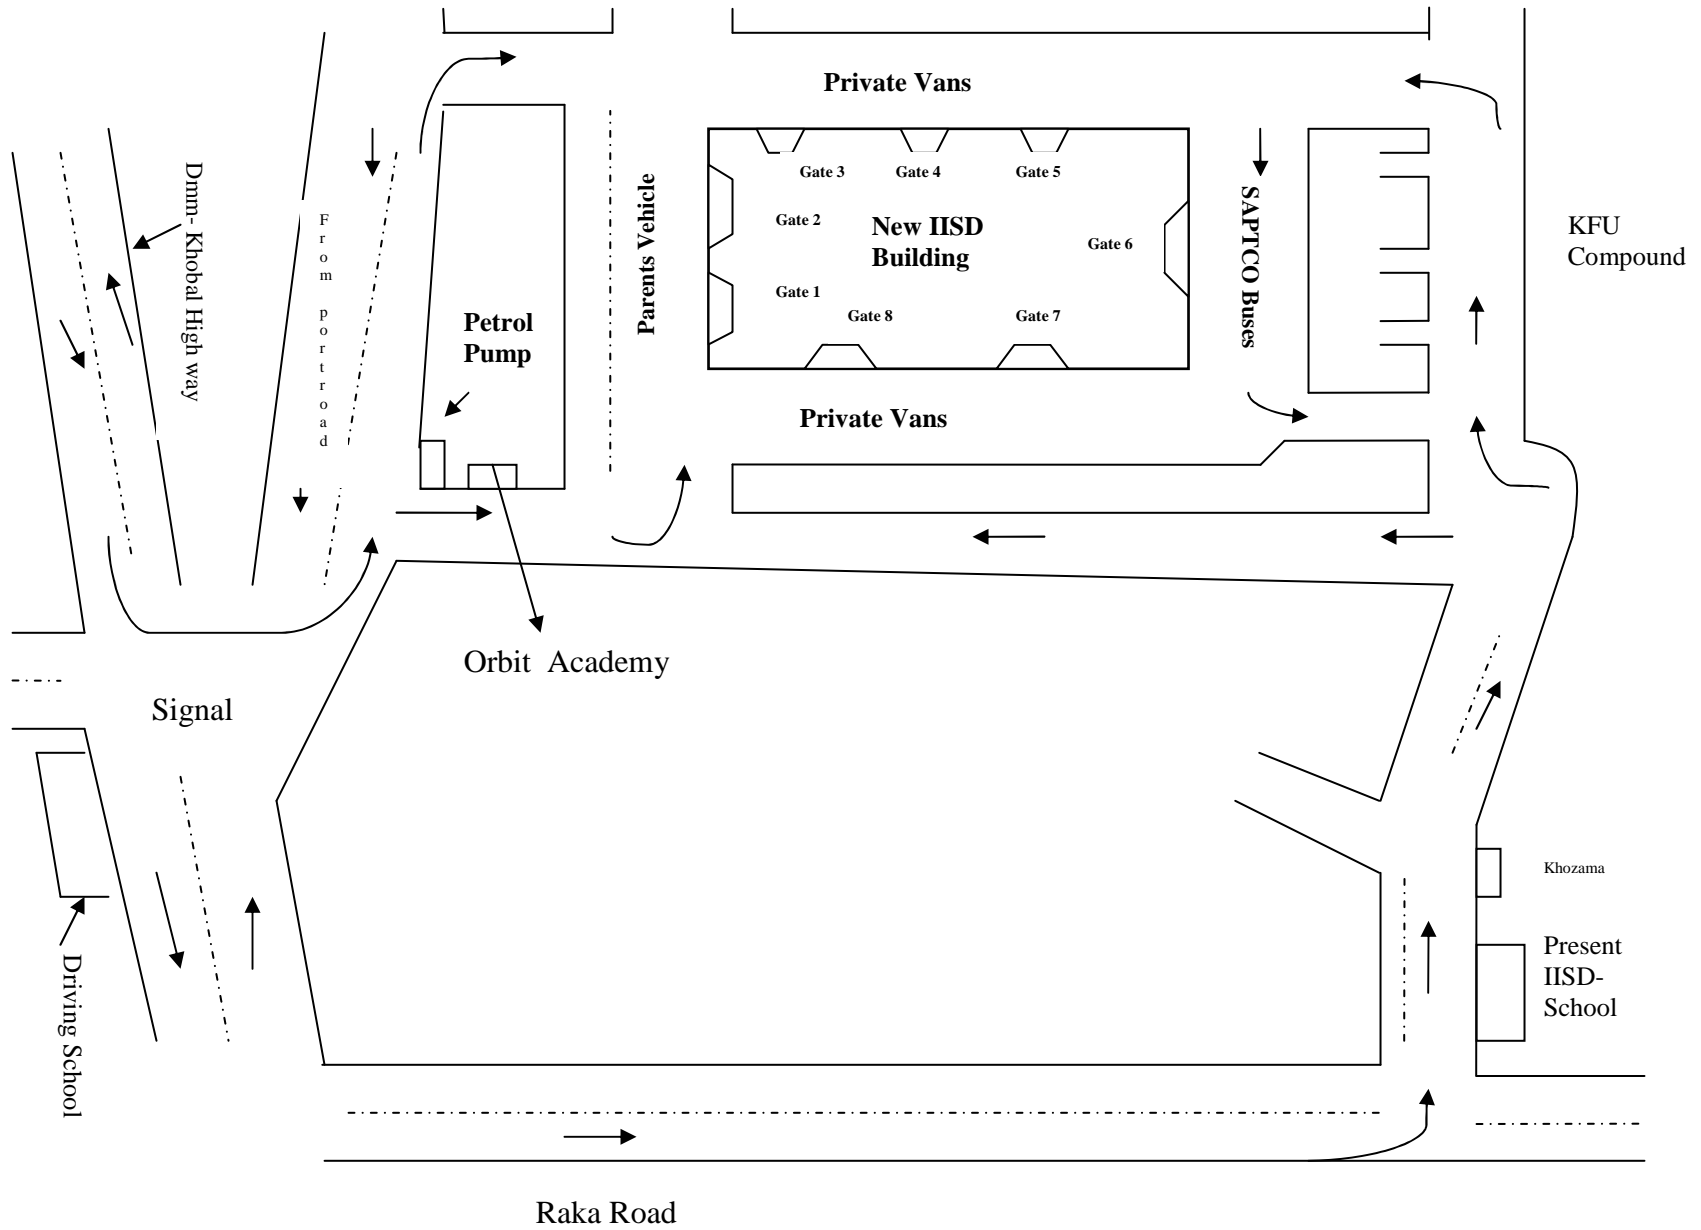 Private Vans
Dmm- Khobal High way
From portroad
Parents Vehicle
Gate 3
Gate 4
Gate 5
Gate 2
New IISD
Building
Gate 6
Gate 1
Gate 8
Gate 7
SAPTCO Buses
KFU
Compound
Petrol
Pump
Private Vans
Orbit Academy
Signal
Khozama
Present
IISD-
School
Driving School
Raka Road